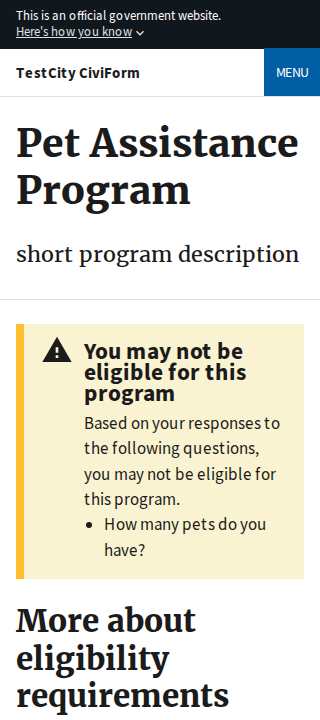 This is an official government website.
Here's how you know
TestCity CiviForm
MENU
Pet Assistance
Program
short program description
You may not be
eligible for this
program
Based on your responses to
the following questions,
you may not be eligible for
this program.
• How many pets do you
have?
More about
eligibility
requirements